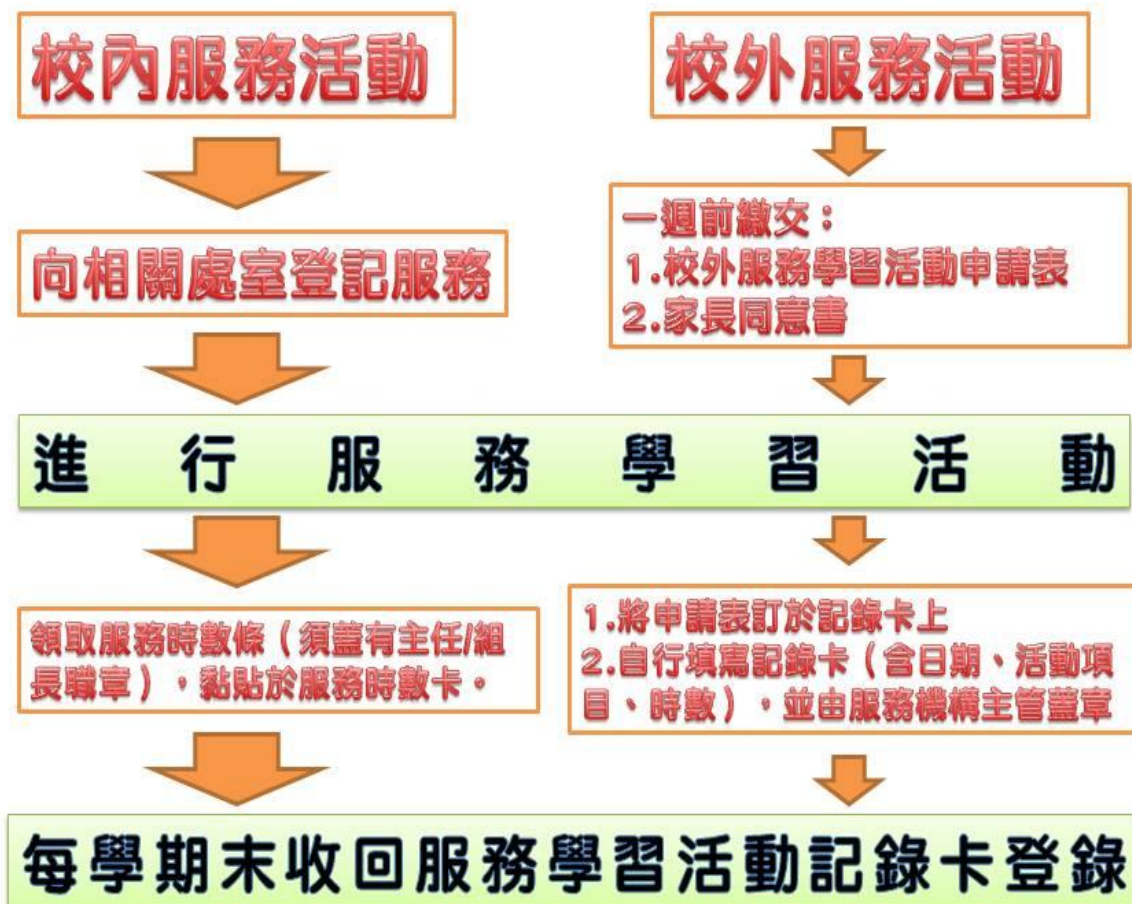 校內服務活動
校外服務活動
向相關處室登記服務
一週前繳交：
1.校外服務學習活動申請表
2.家長同意書
進行服務學習活動
領取服務時數條（須蓋有主任/組
長職章），黏貼於服務時數卡。
1.將申請表訂於記錄卡上
2.自行填寫記錄卡（含日期、活動項
目、時數），並由服務機構主管蓋章
每學期末收回服務學習活動記錄卡登錄